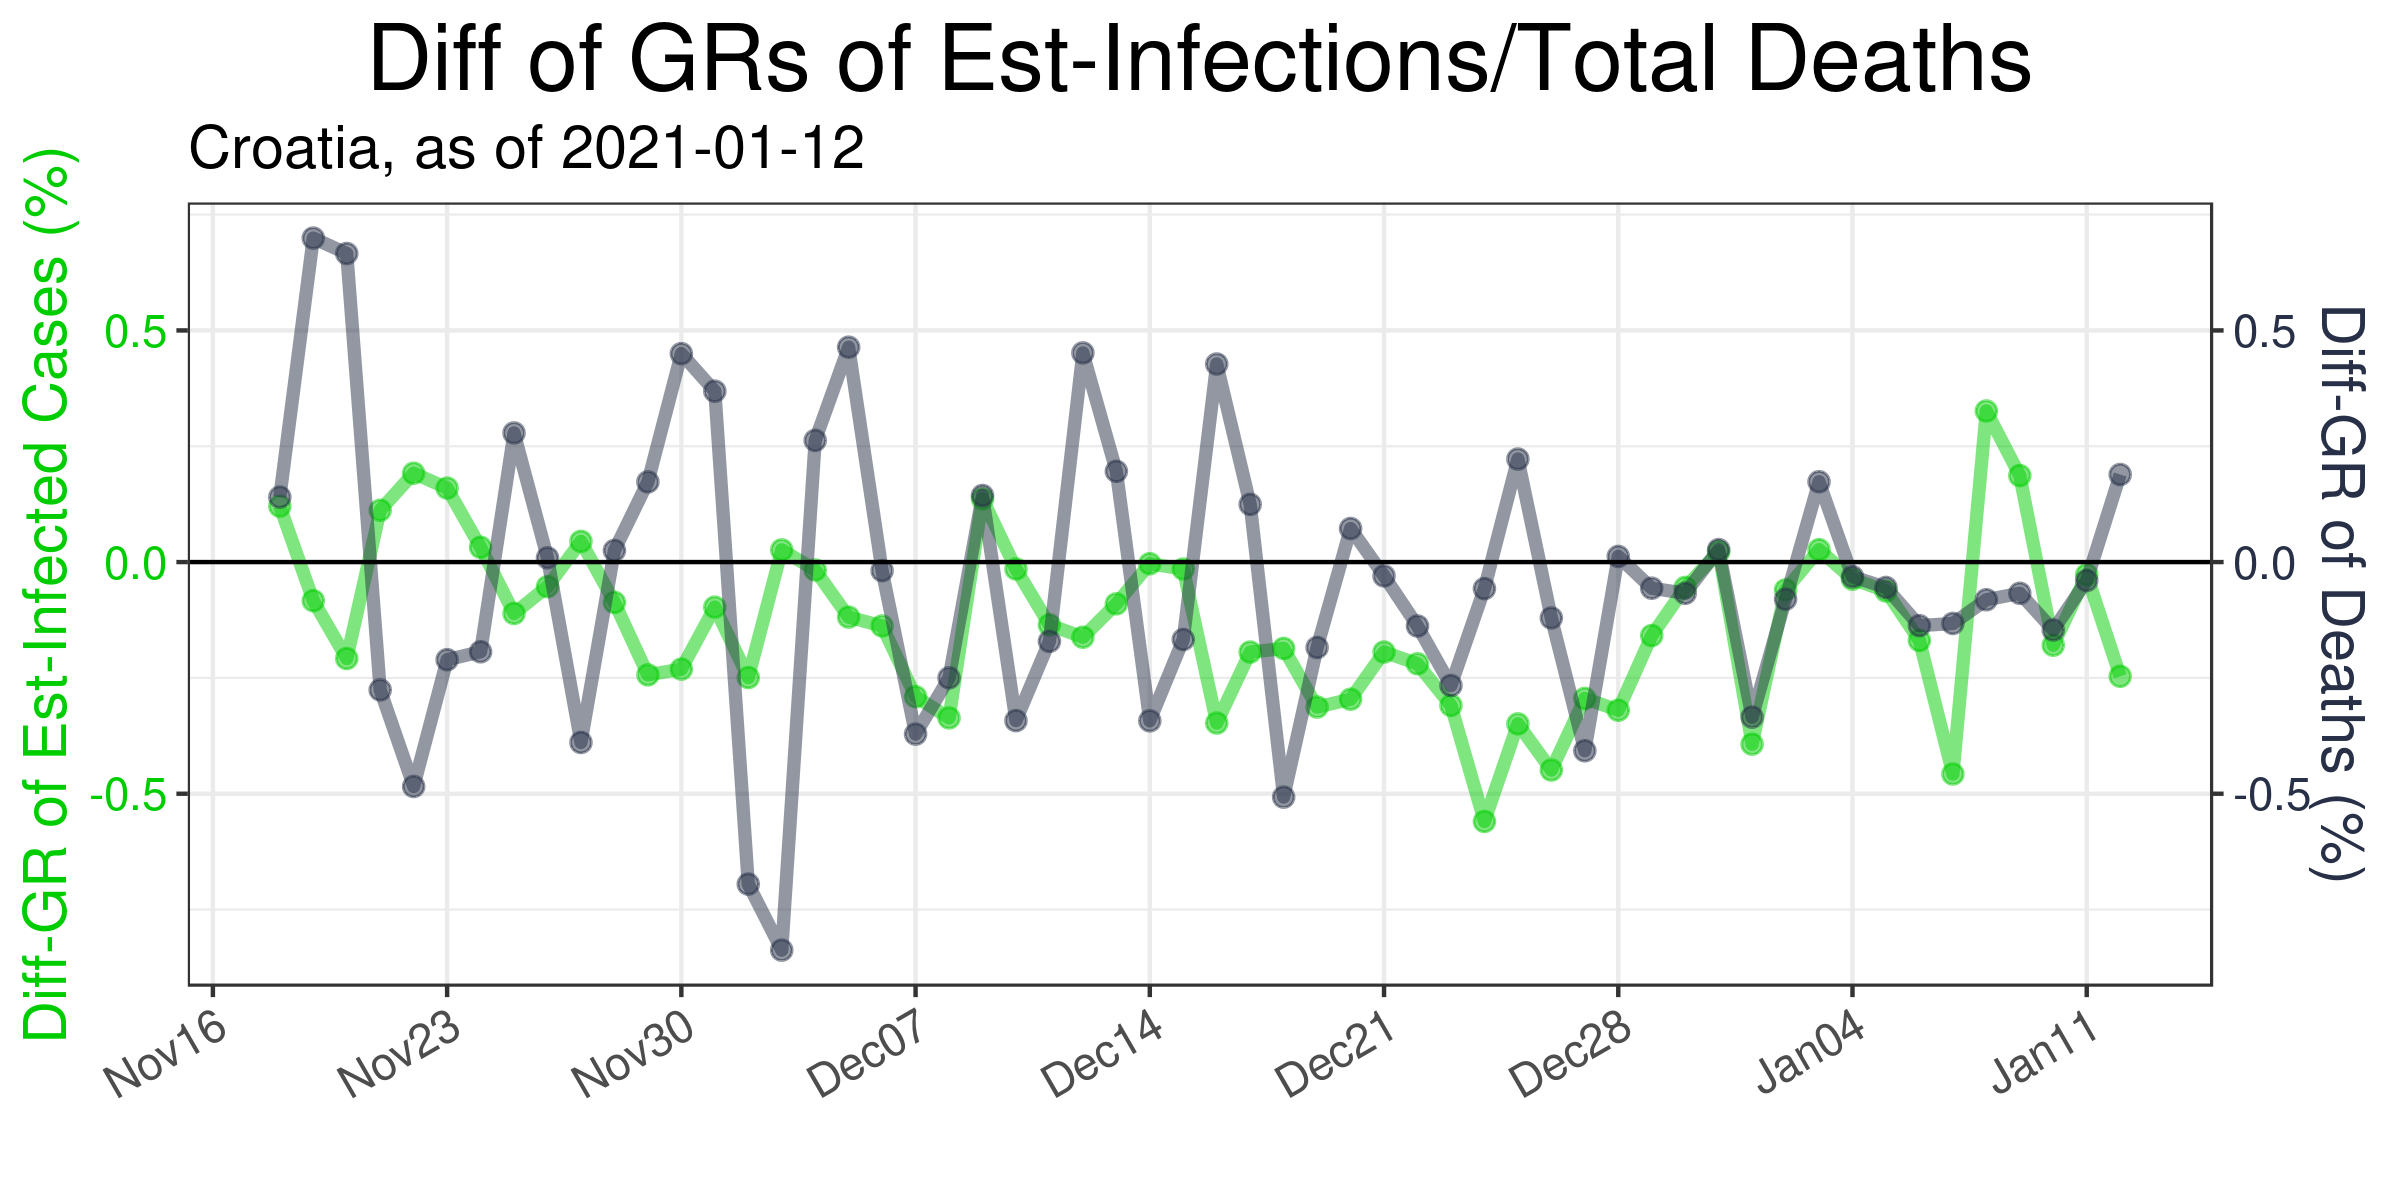 Diff of GRs of Est-Infections/Total Deaths
Croatia, as of 2021-01-12
Diff-GR of Est-Infected Cases (%)
0.5
0.0
-0.5
0.5
0.0
-0.5
Diff-GR of Deaths (%)
Nov16
Nov23
Nov30
Dec07
Dec14
Dec21
Dec28
Jan04
Jan11